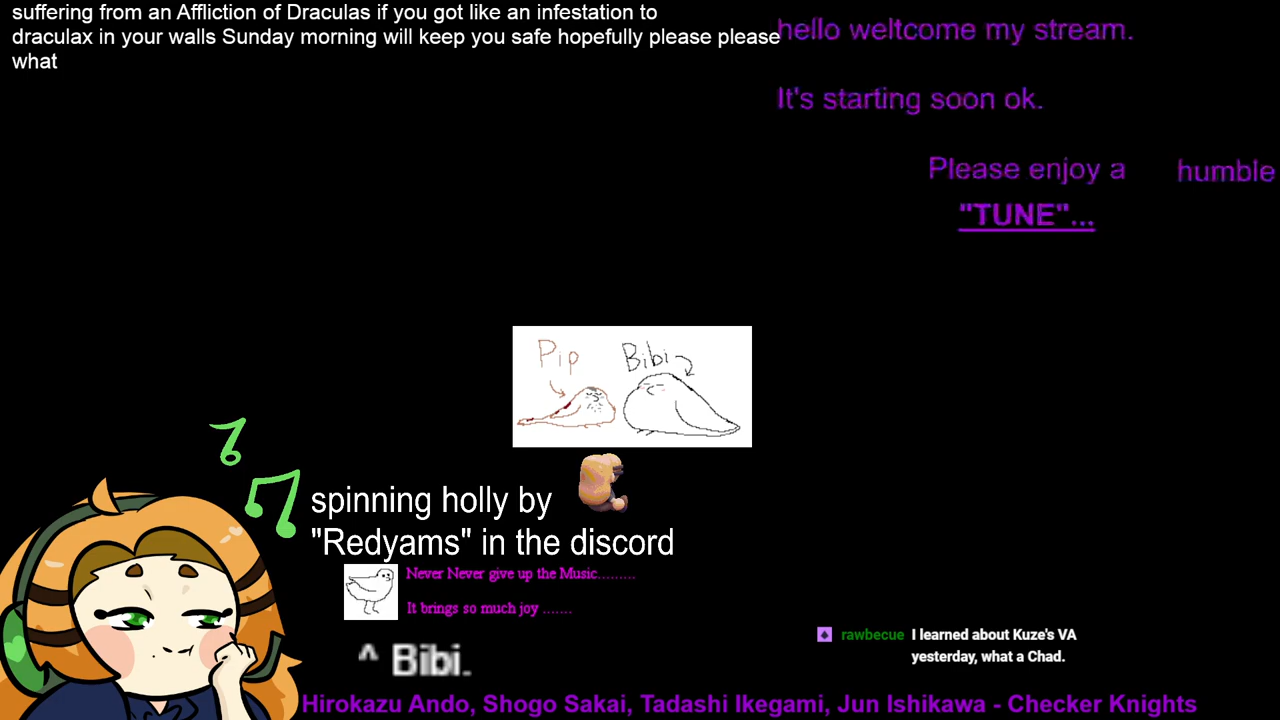 suffering from an Affliction of Draculas if you got like an infestation to
draculax in your walls Sunday morning will keep you safe hopefully please please
what
hello weltcome my stream.
It's starting soon ok.
Please enjoy a humble
"TUNE"...
Pip
Bibi
spinning holly by
"Redyams" in the discord
Never Never give up the Music.........
It brings so much joy .......
^ Bibi.
rawbecue I learned about Kuze's VA
yesterday, what a Chad.
Hirokazu Ando, Shogo Sakai, Tadashi Ikegami, Jun Ishikawa - Checker Knights